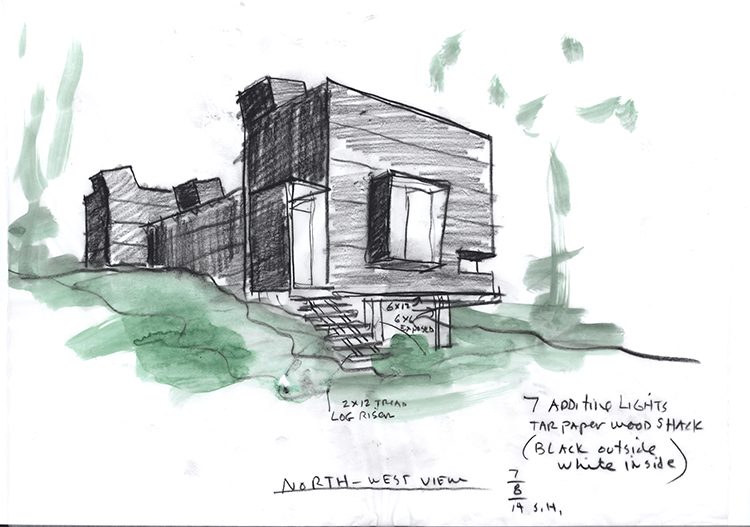 6X12
6X6
EXPOSED
2X12 TREAD
LOG RISER
7 ADDITIVE LIGHTS
TAR PAPER WOOD SHACK
(BLACK outside
white inside)
NORTH-WEST VIEW
7
8
14 S.H.